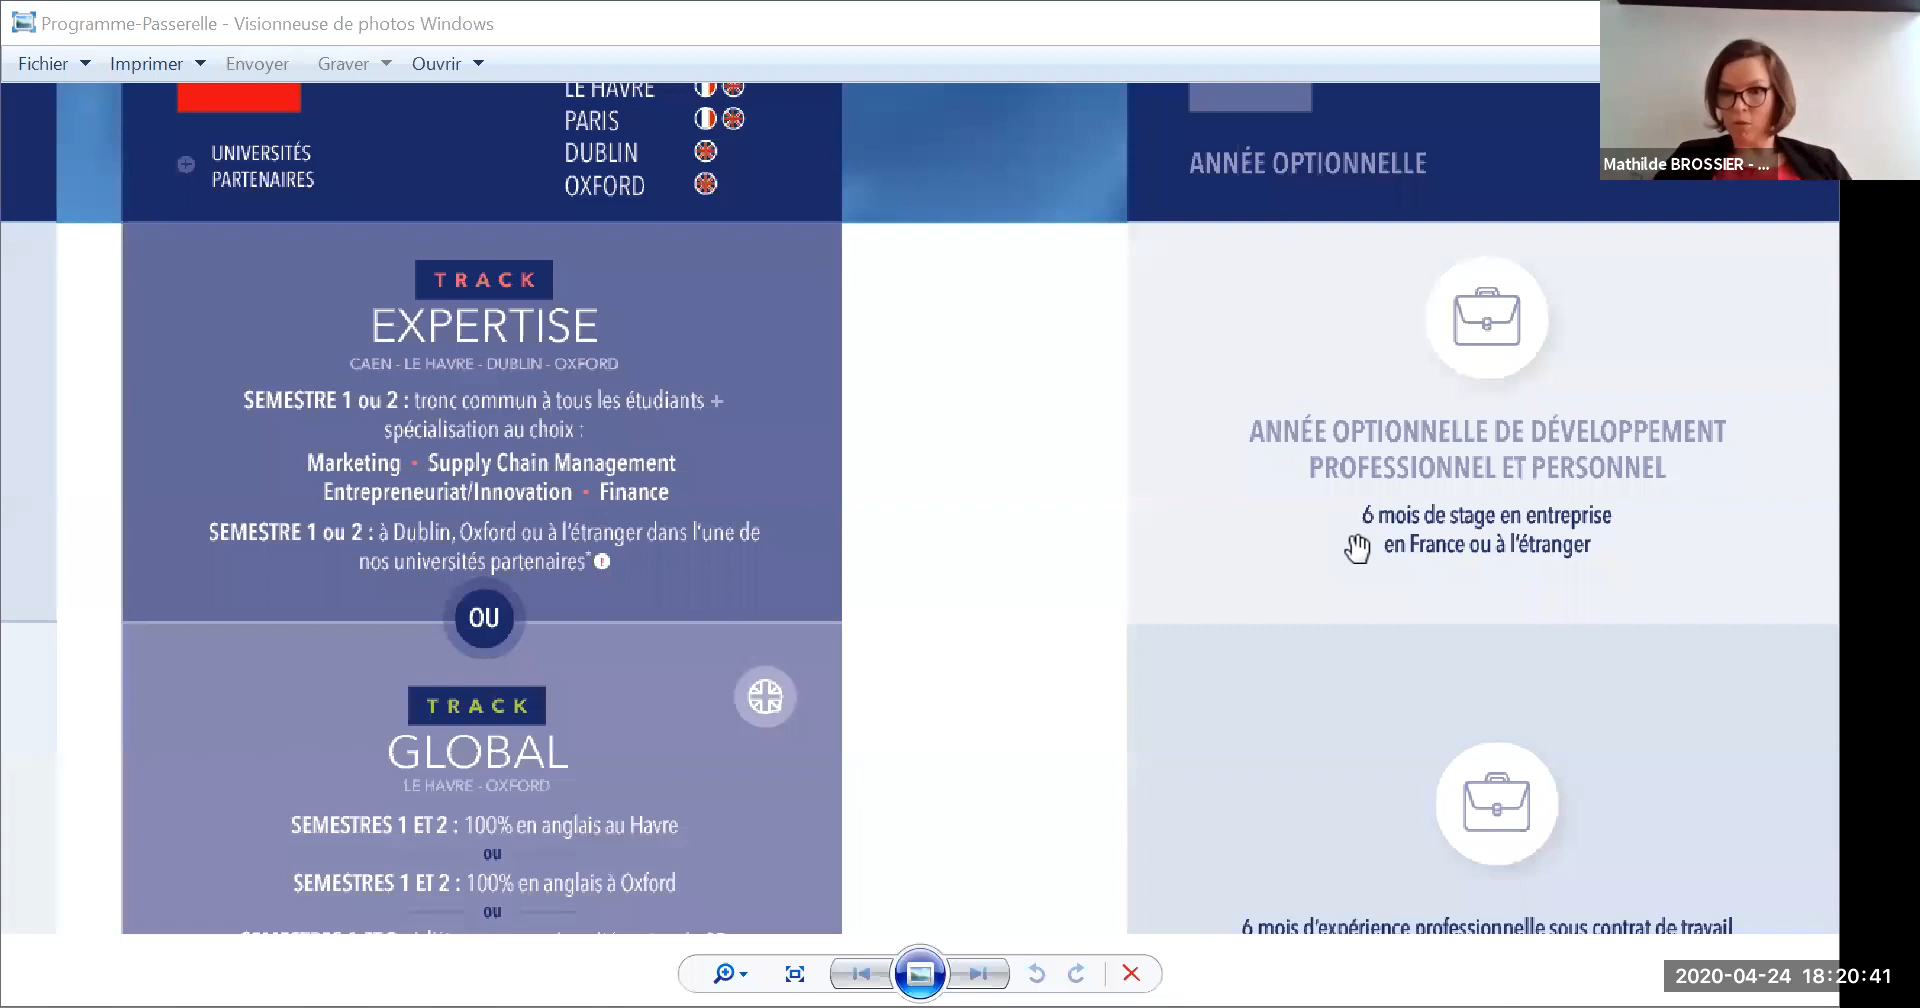 Programme-Passerelle - Visionneuse de photos Windows
Fichier Imprimer Envoyer Graver Ouvrir
LE HAVRE
PARIS
DUBLIN
OXFORD
UNIVERSITÉS
PARTENAIRES
TRACK
EXPERTISE
CAEN - LE HAVRE - DUBLIN - OXFORD
SEMESTRE 1 ou 2 : tronc commun à tous les étudiants +
spécialisation au choix :
Marketing • Supply Chain Management
Entrepreneuriat/Innovation • Finance
SEMESTRE 1 ou 2 : à Dublin, Oxford ou à l'étranger dans l'une de
nos universités partenaires*
OU
TRACK
GLOBAL
LE HAVRE - OXFORD
SEMESTRES 1 ET 2 : 100% en anglais au Havre
ou
SEMESTRES 1 ET 2 : 100% en anglais à Oxford
ou
ANNÉE OPTIONNELLE
ANNÉE OPTIONNELLE DE DÉVELOPPEMENT
PROFESSIONNEL ET PERSONNEL
6 mois de stage en entreprise
en France ou à l'étranger
6 mois d'expérience professionnelle sous contrat de travail
Mathilde BROSSIER - ...
2020-04-24 18:20:41